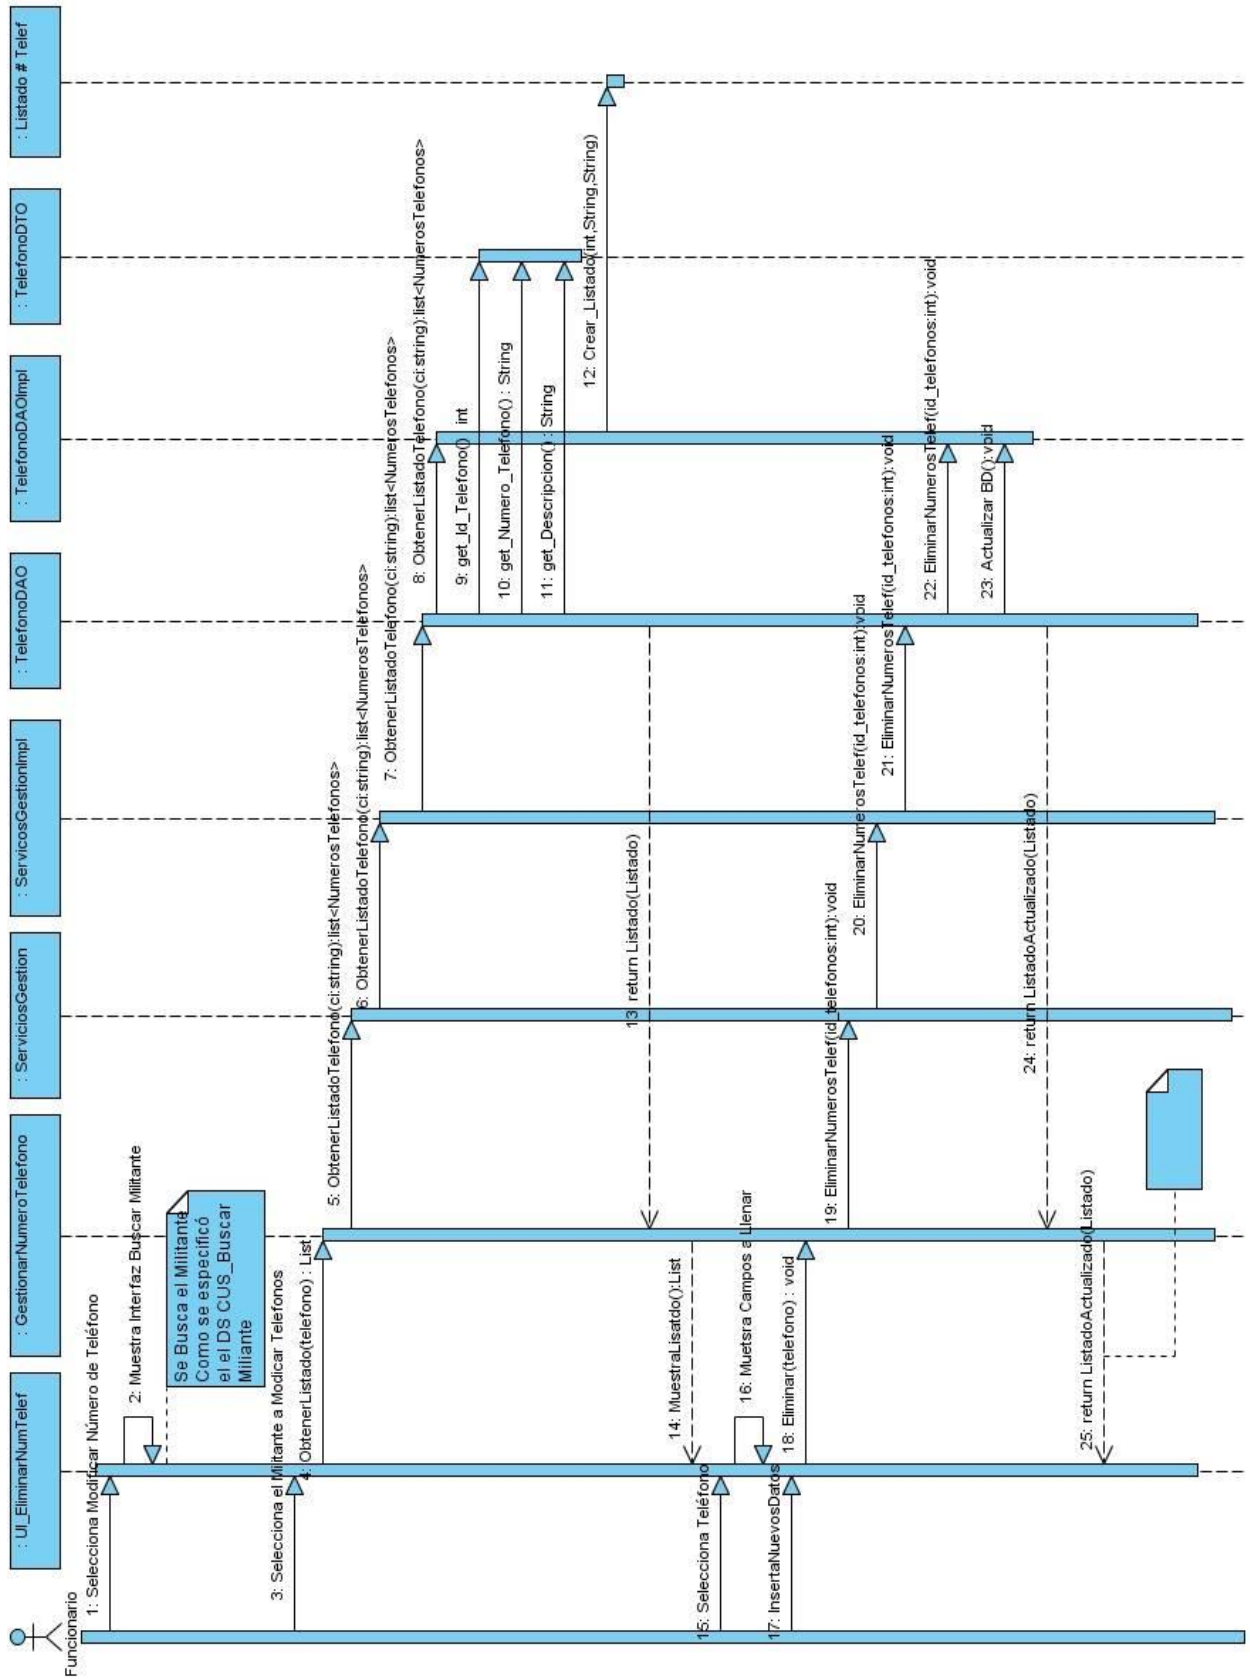 Funcionario
: UI_EliminarNumTelef
: GestionarNumeroTelefono
: ServiciosGestion
: ServicosGestionImpl
: TelefonoDAO
: TelefonoDAOImpl
: TelefonoDTO
: Listado # Telef
1: Selecciona Modificar Número de Teléfono
2: Muestra Interfaz Buscar Militante
Se Busca el Militante
Como se especificó
el el DS CUS_Buscar
Miliante
3: Selecciona el Militante a Modicar Telefonos
4: ObtenerListado(telefono) : List
5: ObtenerListadoTelefono(ci:string):list<NumerosTelefonos>
6: ObtenerListadoTelefono(ci:string):list<NumerosTelefonos>
7: ObtenerListadoTelefono(ci:string):list<NumerosTelefonos>
8: ObtenerListadoTelefono(ci:string):list<NumerosTelefonos>
9: get_Id_Telefono() : int
10: get_Numero_Telefono() : String
11: get_Descripcion() : String
12: Crear_Listado(int,String,String)
13: return Listado(Listado)
14: MuestraLisatdo():List
15: Selecciona Teléfono
16: Muetsra Campos a Llenar
17: InsertaNuevosDatos
18: Eliminar(telefono) : void
19: EliminarNumerosTelef(id_telefonos:int):void
20: EliminarNumerosTelef(id_telefonos:int):void
21: EliminarNumerosTelef(id_telefonos:int):void
22: EliminarNumerosTelef(id_telefonos:int):void
23: Actualizar BD():void
24: return ListadoActualizado(Listado)
25: return ListadoActualizado(Listado)